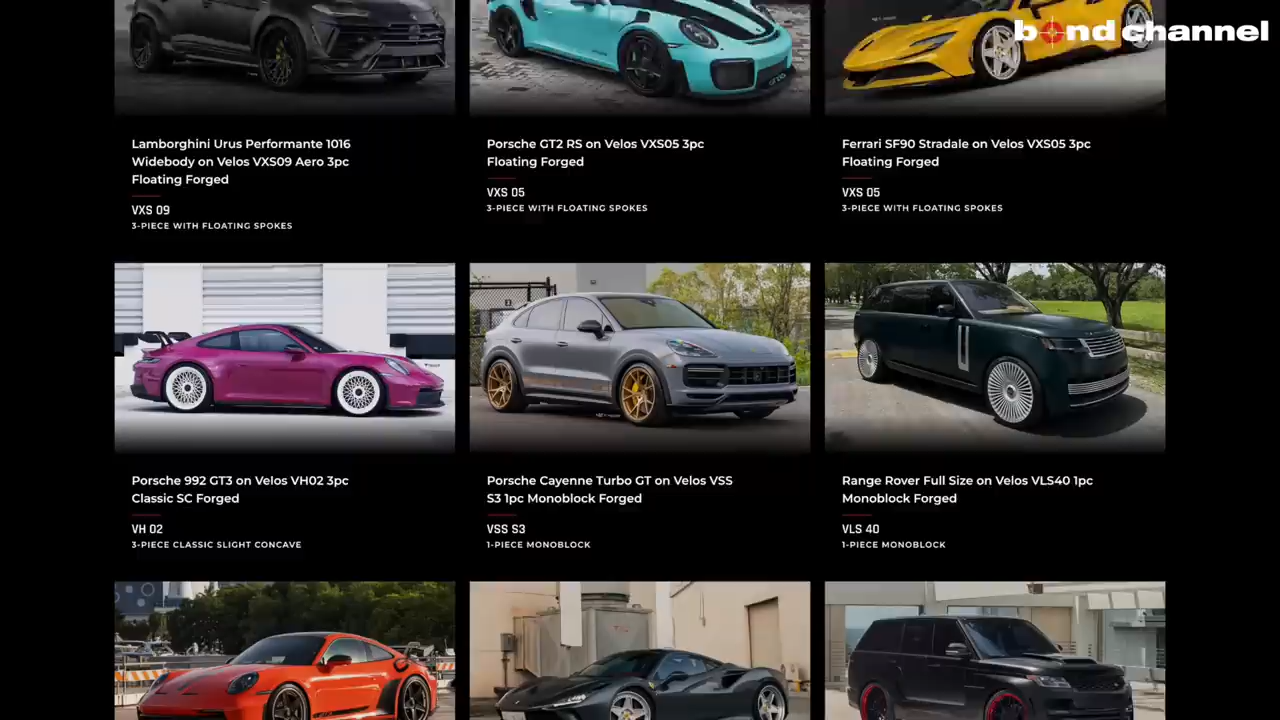 bond channel
Lamborghini Urus Performante 1016
Widebody on Velos VXS09 Aero 3pc
Floating Forged
VXS 09
3-PIECE WITH FLOATING SPOKES
Porsche GT2 RS on Velos VXS05 3pc
Floating Forged
VXS 05
3-PIECE WITH FLOATING SPOKES
Ferrari SF90 Stradale on Velos VXS05 3pc
Floating Forged
VXS 05
3-PIECE WITH FLOATING SPOKES
Porsche 992 GT3 on Velos VH02 3pc
Classic SC Forged
VH 02
3-PIECE CLASSIC SLIGHT CONCAVE
Porsche Cayenne Turbo GT on Velos VSS
S3 1pc Monoblock Forged
VSS S3
1-PIECE MONOBLOCK
Range Rover Full Size on Velos VLS40 1pc
Monoblock Forged
VLS 40
1-PIECE MONOBLOCK